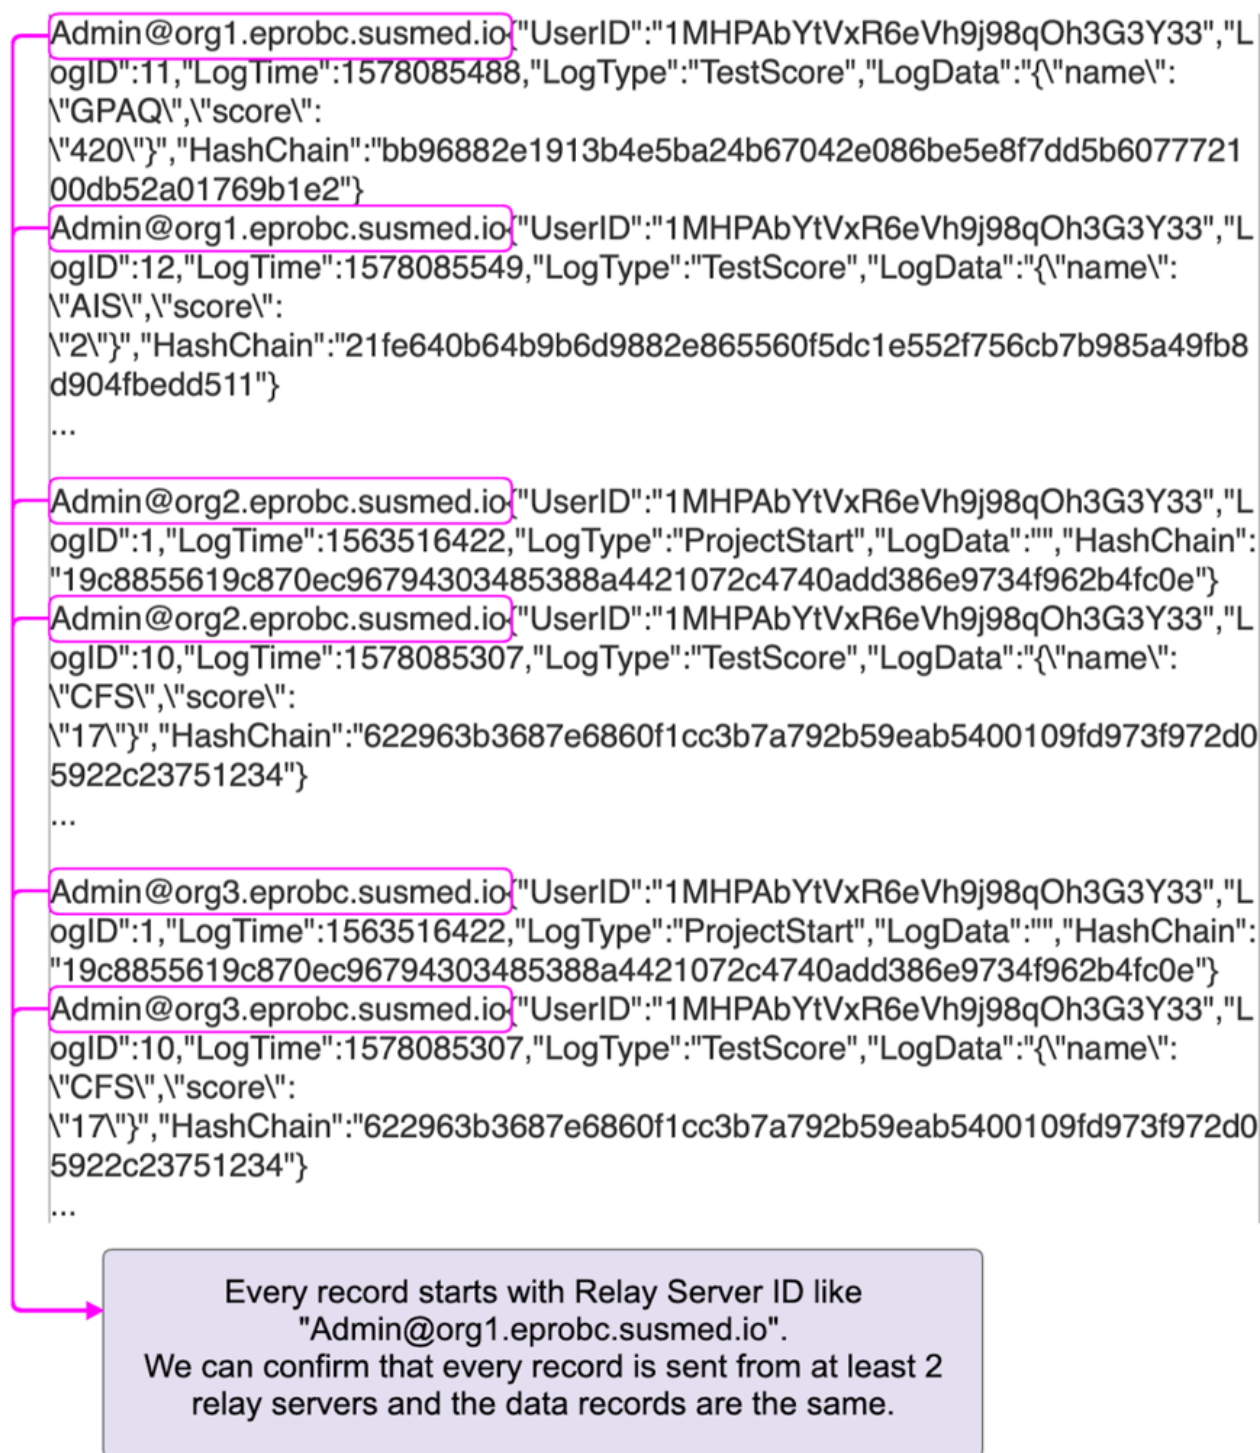 Admin@org1.eprobc.susmed.io{"UserID":"1MHPAbYtVxR6eVh9j98qOh3G3Y33","L
ogID":11,"LogTime":1578085488,"LogType":"TestScore","LogData":"{\"name\":
\"GPAQ\",\"score\":
\"420\"}","HashChain":"bb96882e1913b4e5ba24b67042e086be5e8f7dd5b6077721
00db52a01769b1e2"}
Admin@org1.eprobc.susmed.io{"UserID":"1MHPAbYtVxR6eVh9j98qOh3G3Y33","L
ogID":12,"LogTime":1578085549,"LogType":"TestScore","LogData":"{\"name\":
\"AIS\",\"score\":
\"2\"}","HashChain":"21fe640b64b9b6d9882e865560f5dc1e552f756cb7b985a49fb8
d904fbedd511"}
...
Admin@org2.eprobc.susmed.io{"UserID":"1MHPAbYtVxR6eVh9j98qOh3G3Y33","L
ogID":1,"LogTime":1563516422,"LogType":"ProjectStart","LogData":"","HashChain":
"19c8855619c870ec96794303485388a4421072c4740add386e9734f962b4fc0e"}
Admin@org2.eprobc.susmed.io{"UserID":"1MHPAbYtVxR6eVh9j98qOh3G3Y33","L
ogID":10,"LogTime":1578085307,"LogType":"TestScore","LogData":"{\"name\":
\"CFS\",\"score\":
\"17\"}","HashChain":"622963b3687e6860f1cc3b7a792b59eab5400109fd973f972d0
5922c23751234"}
...
Admin@org3.eprobc.susmed.io{"UserID":"1MHPAbYtVxR6eVh9j98qOh3G3Y33","L
ogID":1,"LogTime":1563516422,"LogType":"ProjectStart","LogData":"","HashChain":
"19c8855619c870ec96794303485388a4421072c4740add386e9734f962b4fc0e"}
Admin@org3.eprobc.susmed.io{"UserID":"1MHPAbYtVxR6eVh9j98qOh3G3Y33","L
ogID":10,"LogTime":1578085307,"LogType":"TestScore","LogData":"{\"name\":
\"CFS\",\"score\":
\"17\"}","HashChain":"622963b3687e6860f1cc3b7a792b59eab5400109fd973f972d0
5922c23751234"}
...
Every record starts with Relay Server ID like
"Admin@org1.eprobc.susmed.io".
We can confirm that every record is sent from at least 2
relay servers and the data records are the same.